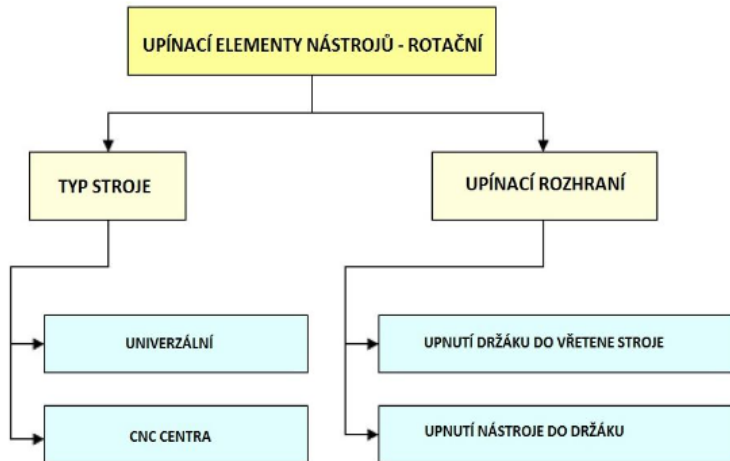 UPÍNACÍ ELEMENTY NÁSTROJŮ - ROTAČNÍ
TYP STROJE
UPÍNACÍ ROZHRANÍ
UNIVERZÁLNÍ
UPNUTÍ DRŽÁKU DO VŘETENE STROJE
CNC CENTRA
UPNUTÍ NÁSTROJE DO DRŽÁKU